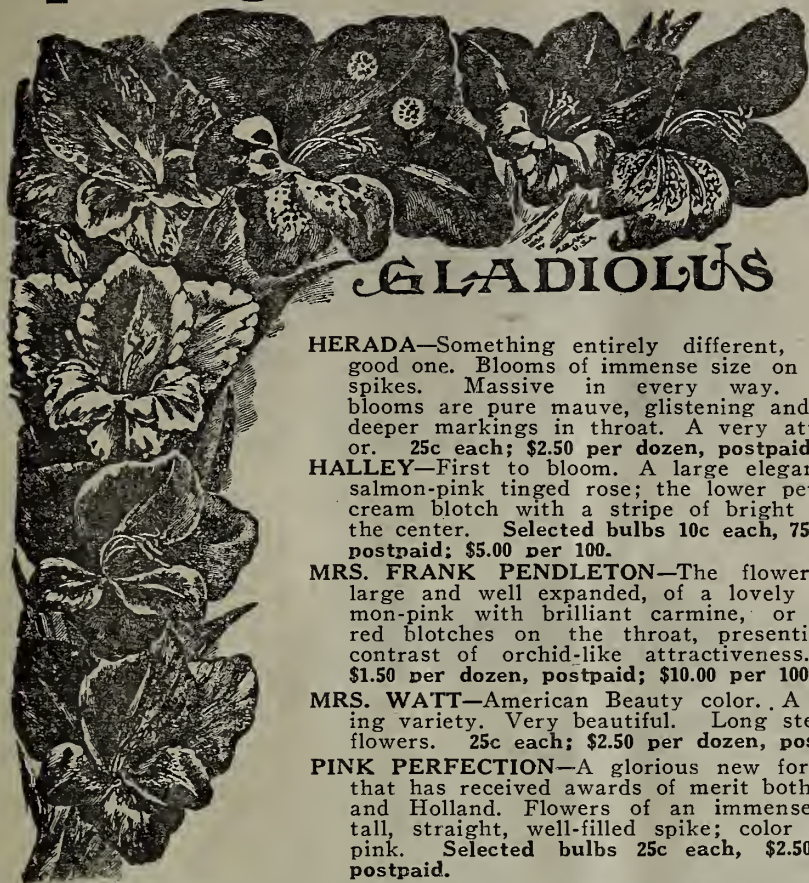 GLADIOLUS
HERADA—Something entirely different,
good one. Blooms of immense size on
spikes. Massive in every way.
blooms are pure mauve, glistening and
deeper markings in throat. A very at
or. 25c each; $2.50 per dozen, postpaid
HALLEY—First to bloom. A large elegan
salmon-pink tinged rose; the lower pe
cream blotch with a stripe of bright
the center. Selected bulbs 10c each, 75
postpaid; $5.00 per 100.
MRS. FRANK PENDLETON—The flower
large and well expanded, of a lovely
mon-pink with brilliant carmine, or
red blotches on the throat, presenti
contrast of orchid-like attractiveness.
$1.50 per dozen, postpaid; $10.00 per 100
MRS. WATT—American Beauty color. A
ing variety. Very beautiful. Long ste
flowers. 25c each; $2.50 per dozen, pos
PINK PERFECTION—A glorious new for
that has received awards of merit both
and Holland. Flowers of an immense
tall, straight, well-filled spike; color
pink. Selected bulbs 25c each, $2.50
postpaid.